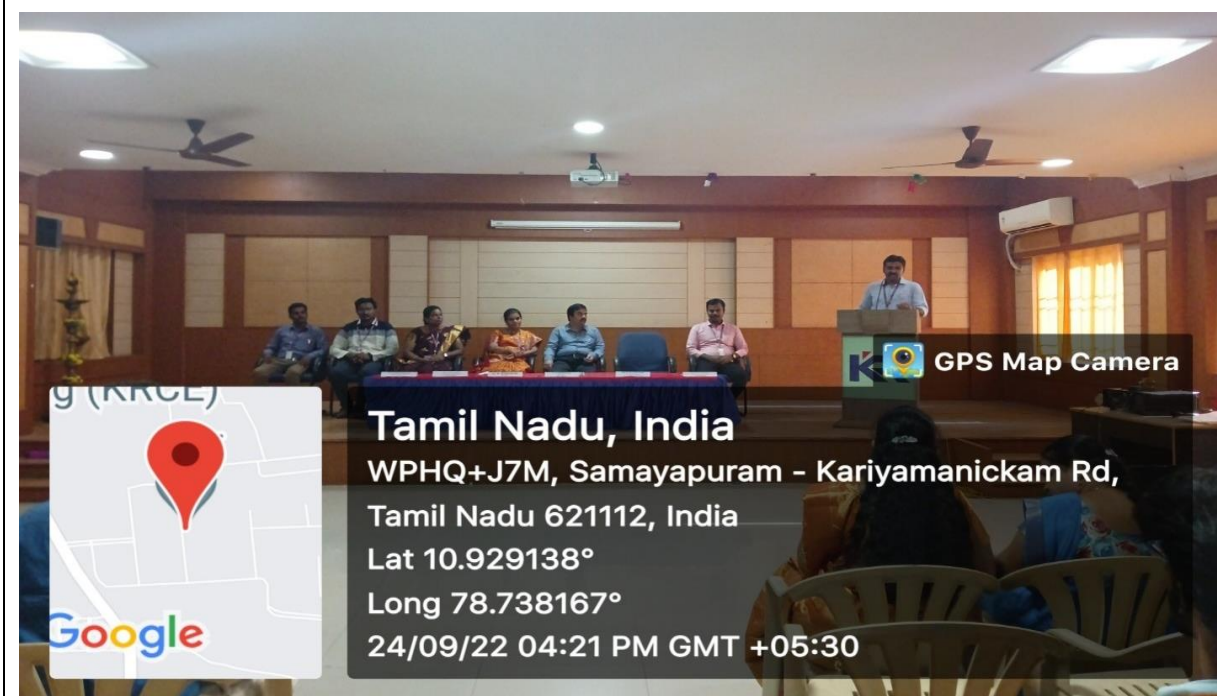 g (KRCE)
Google
KR
GPS Map Camera
Tamil Nadu, India
WPHQ+J7M, Samayapuram - Kariyamanickam Rd,
Tamil Nadu 621112, India
Lat 10.929138°
Long 78.738167°
24/09/22 04:21 PM GMT +05:30